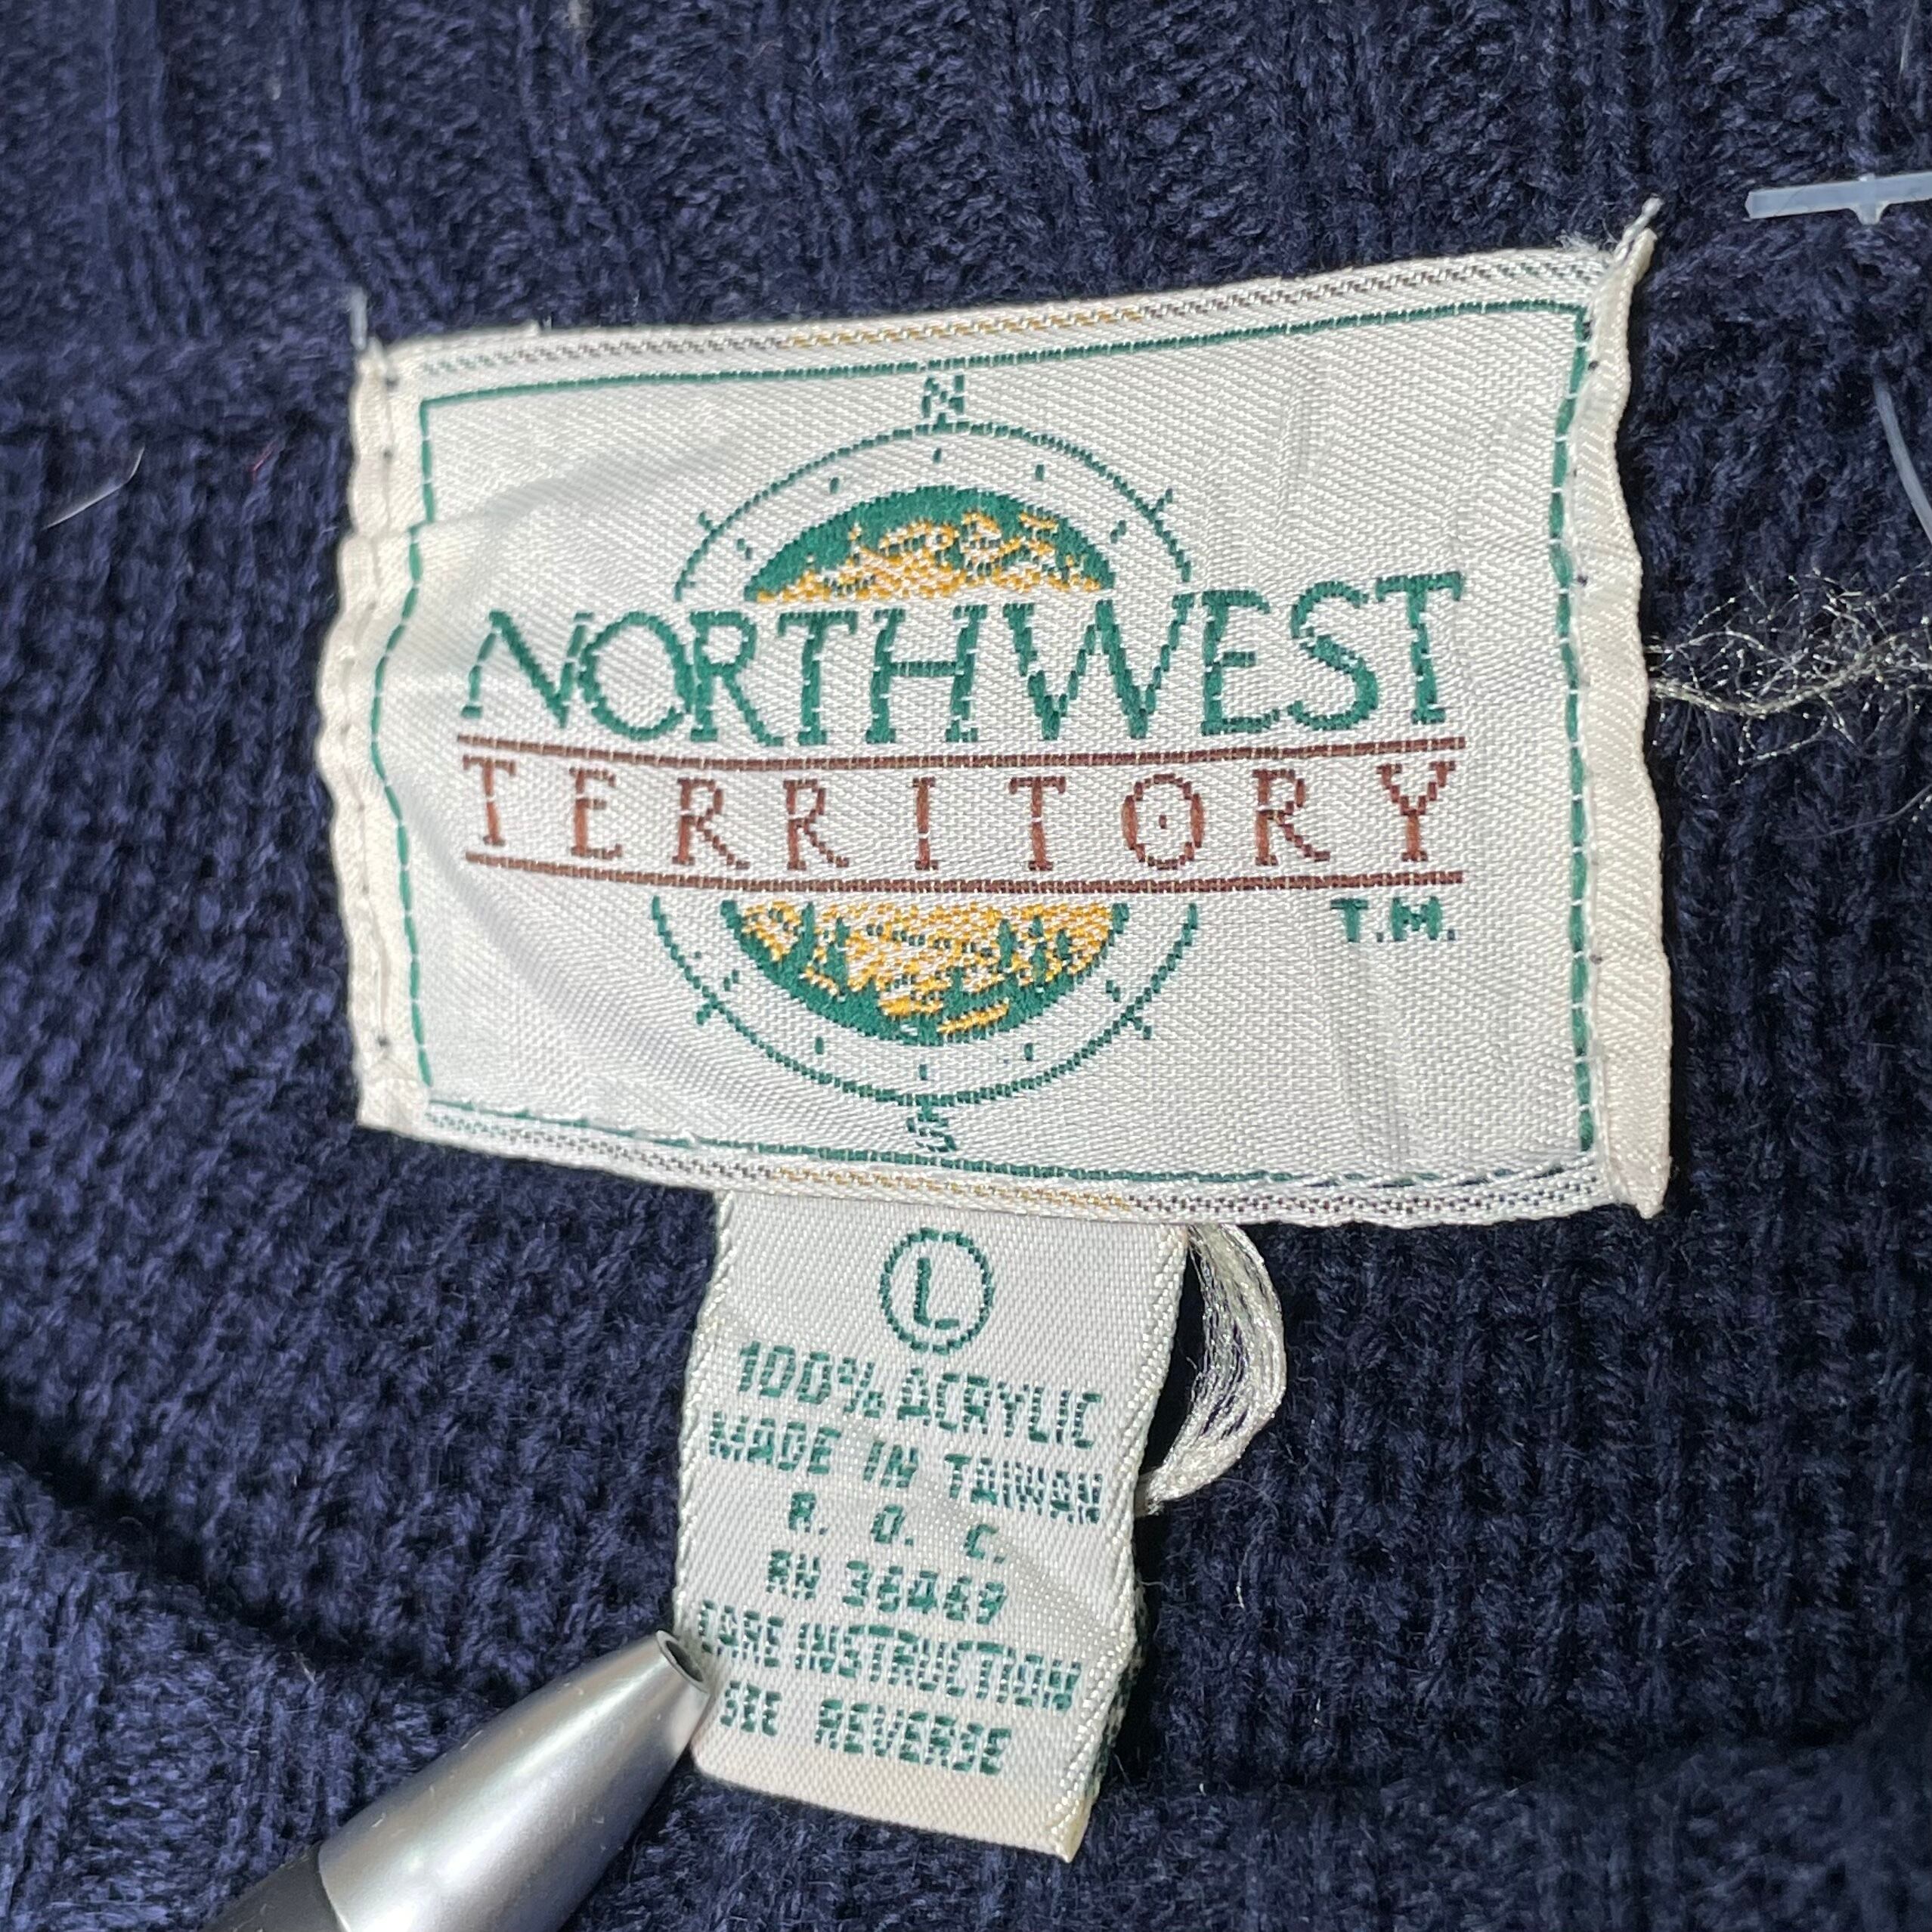 N
NORTHWEST
TERRITORY
T.M.
S
L
100% ACRYLIC
MADE IN TAIWAN
R. O. C.
RN 36469
CARE INSTRUCTION
SEE REVERSE